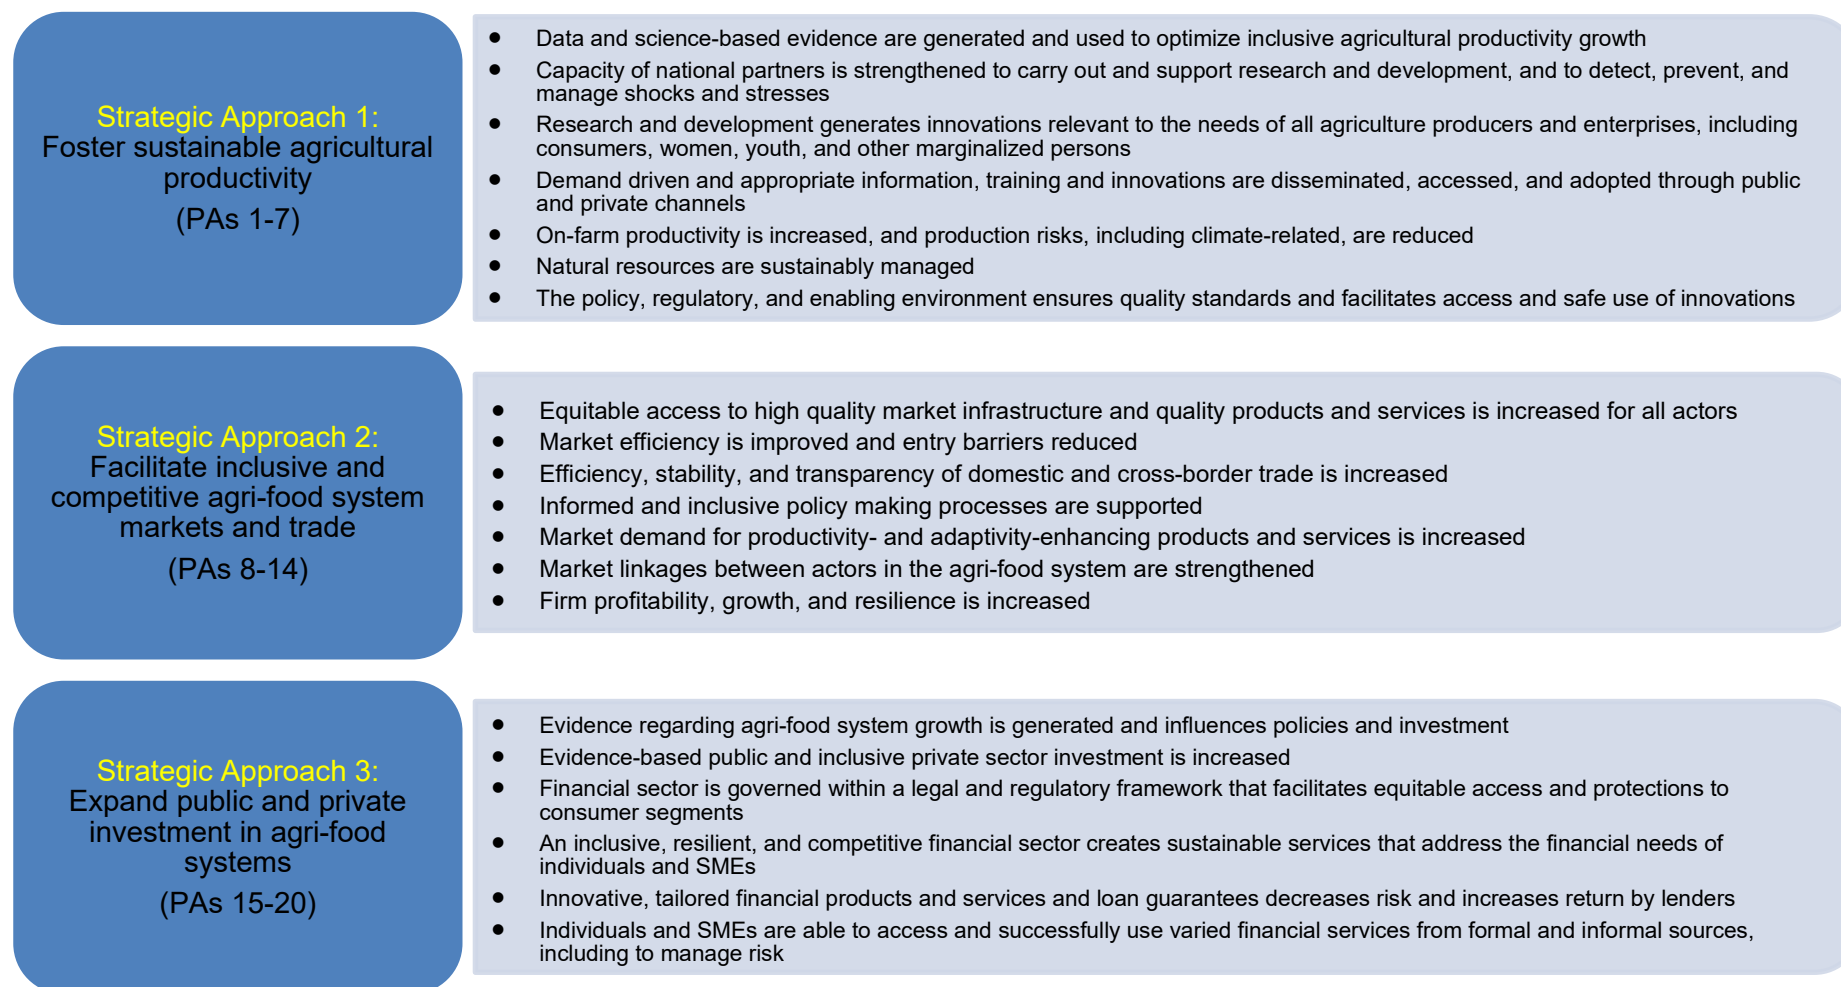 Strategic Approach 1:
Foster sustainable agricultural
productivity
(PAs 1-7)
• Data and science-based evidence are generated and used to optimize inclusive agricultural productivity growth
• Capacity of national partners is strengthened to carry out and support research and development, and to detect, prevent, and
manage shocks and stresses
• Research and development generates innovations relevant to the needs of all agriculture producers and enterprises, including
consumers, women, youth, and other marginalized persons
• Demand driven and appropriate information, training and innovations are disseminated, accessed, and adopted through public
and private channels
• On-farm productivity is increased, and production risks, including climate-related, are reduced
• Natural resources are sustainably managed
• The policy, regulatory, and enabling environment ensures quality standards and facilitates access and safe use of innovations
Strategic Approach 2:
Facilitate inclusive and
competitive agri-food system
markets and trade
(PAs 8-14)
• Equitable access to high quality market infrastructure and quality products and services is increased for all actors
• Market efficiency is improved and entry barriers reduced
• Efficiency, stability, and transparency of domestic and cross-border trade is increased
• Informed and inclusive policy making processes are supported
• Market demand for productivity- and adaptivity-enhancing products and services is increased
• Market linkages between actors in the agri-food system are strengthened
• Firm profitability, growth, and resilience is increased
Strategic Approach 3:
Expand public and private
investment in agri-food
systems
(PAs 15-20)
• Evidence regarding agri-food system growth is generated and influences policies and investment
• Evidence-based public and inclusive private sector investment is increased
• Financial sector is governed within a legal and regulatory framework that facilitates equitable access and protections to
consumer segments
• An inclusive, resilient, and competitive financial sector creates sustainable services that address the financial needs of
individuals and SMEs
• Innovative, tailored financial products and services and loan guarantees decreases risk and increases return by lenders
• Individuals and SMEs are able to access and successfully use varied financial services from formal and informal sources,
including to manage risk